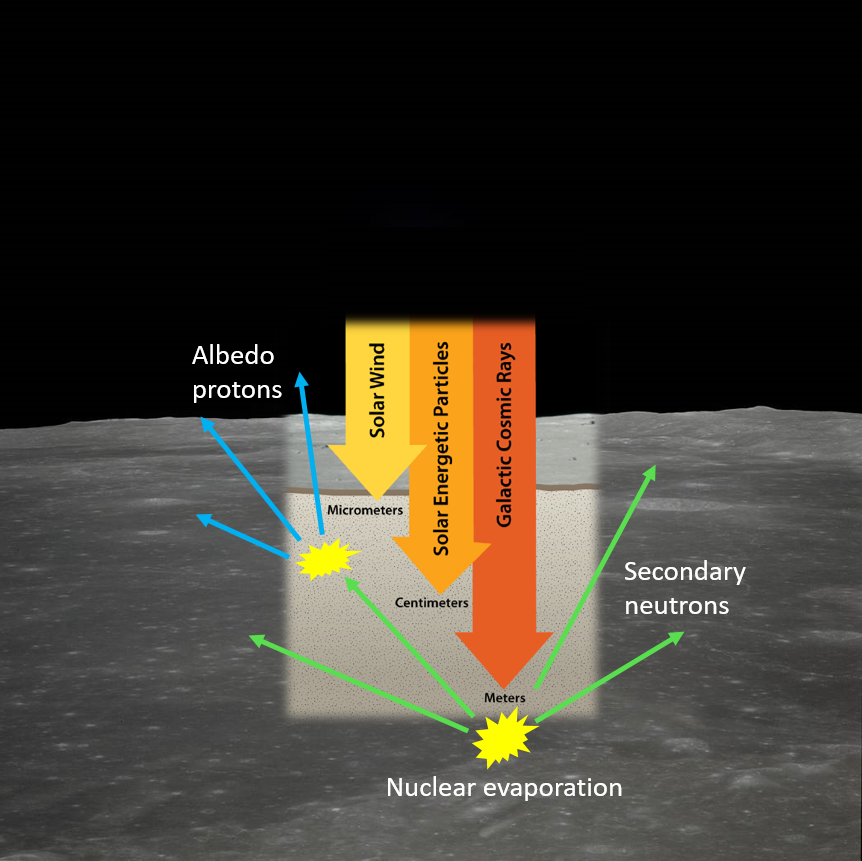 Albedo
protons
Solar Wind
Solar Energetic Particles
Galactic Cosmic Rays
Micrometers
Centimeters
Meters
Secondary
neutrons
Nuclear evaporation